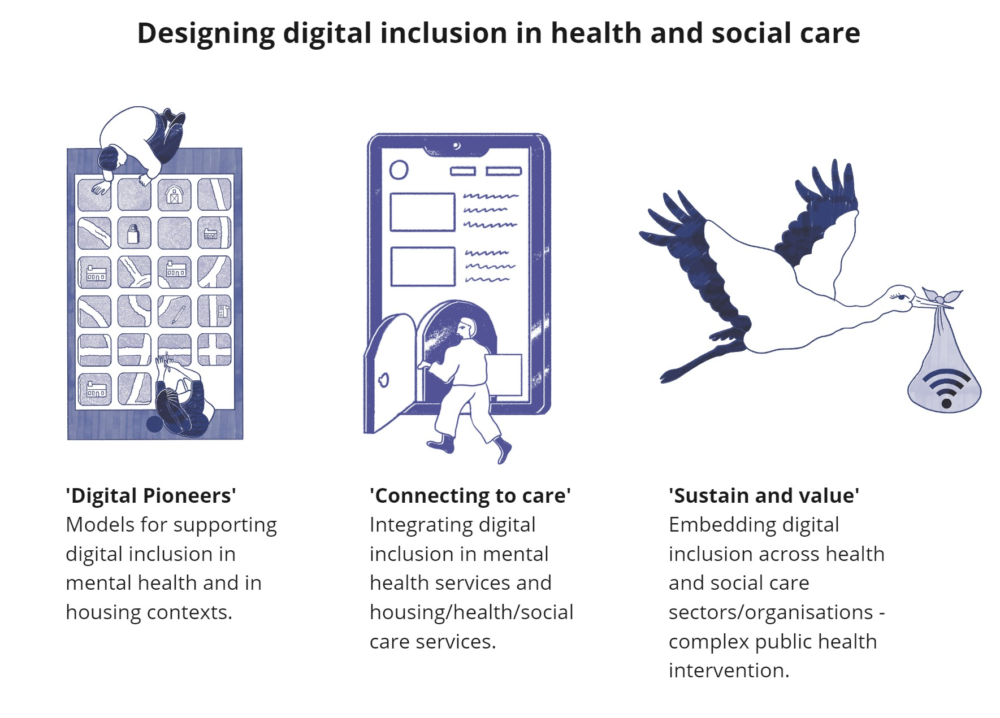 Designing digital inclusion in health and social care
'Digital Pioneers'
Models for supporting
digital inclusion in
mental health and in
housing contexts.
'Connecting to care'
Integrating digital
inclusion in mental
health services and
housing/health/social
care services.
'Sustain and value'
Embedding digital
inclusion across health
and social care
sectors/organisations -
complex public health
intervention.